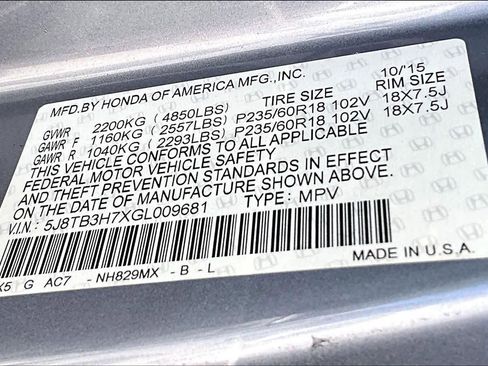 MFD.BY HONDA OF AMERICA MFG.,INC. 10/'15
GVWR 2200KG (4850LBS) TIRE SIZE RIM SIZE
GAWR F 1160KG (2557LBS) P235/60R18 102V 18X7.5J
GAWR R 1040KG (2293LBS) P235/60R18 102V 18X7.5J
THIS VEHICLE CONFORMS TO ALL APPLICABLE
FEDERAL MOTOR VEHICLE SAFETY
AND THEFT PREVENTION STANDARDS IN EFFECT
ON THE DATE OF MANUFACTURE SHOWN ABOVE.
V.I.N: 5J8TB3H7XGL009681 TYPE: MPV
X5 G AC7 -NH829MX -B-L
MADE IN U.S.A.